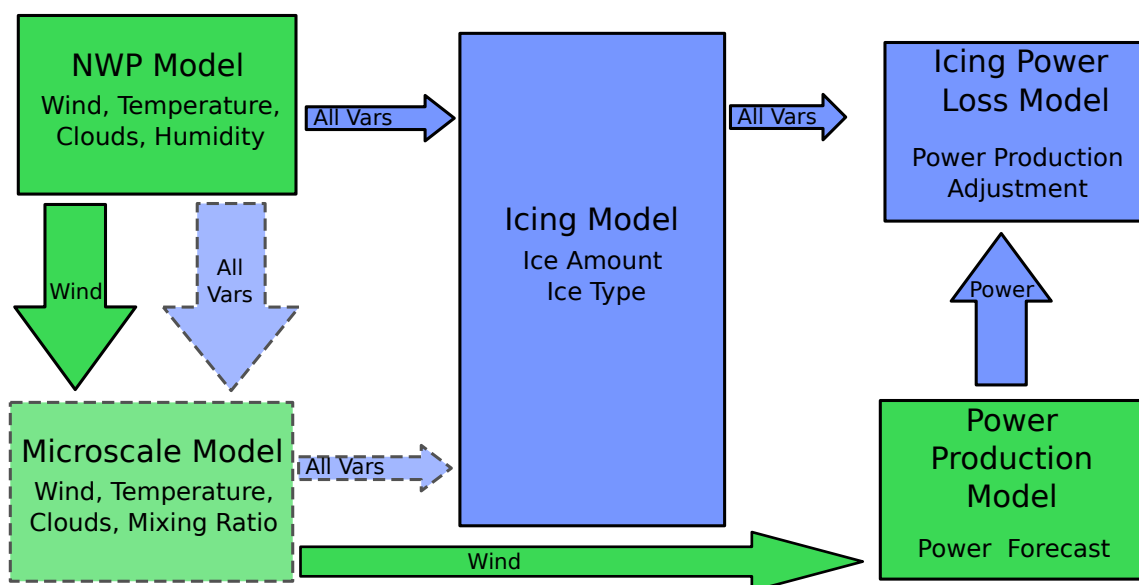 NWP Model
Wind, Temperature,
Clouds, Humidity
All Vars
Icing Model
Ice Amount
Ice Type
All Vars
Icing Power
Loss Model
Power Production
Adjustment
Wind
All
Vars
Power
Microscale Model
Wind, Temperature,
Clouds, Mixing Ratio
All Vars
Wind
Power
Production
Model
Power Forecast